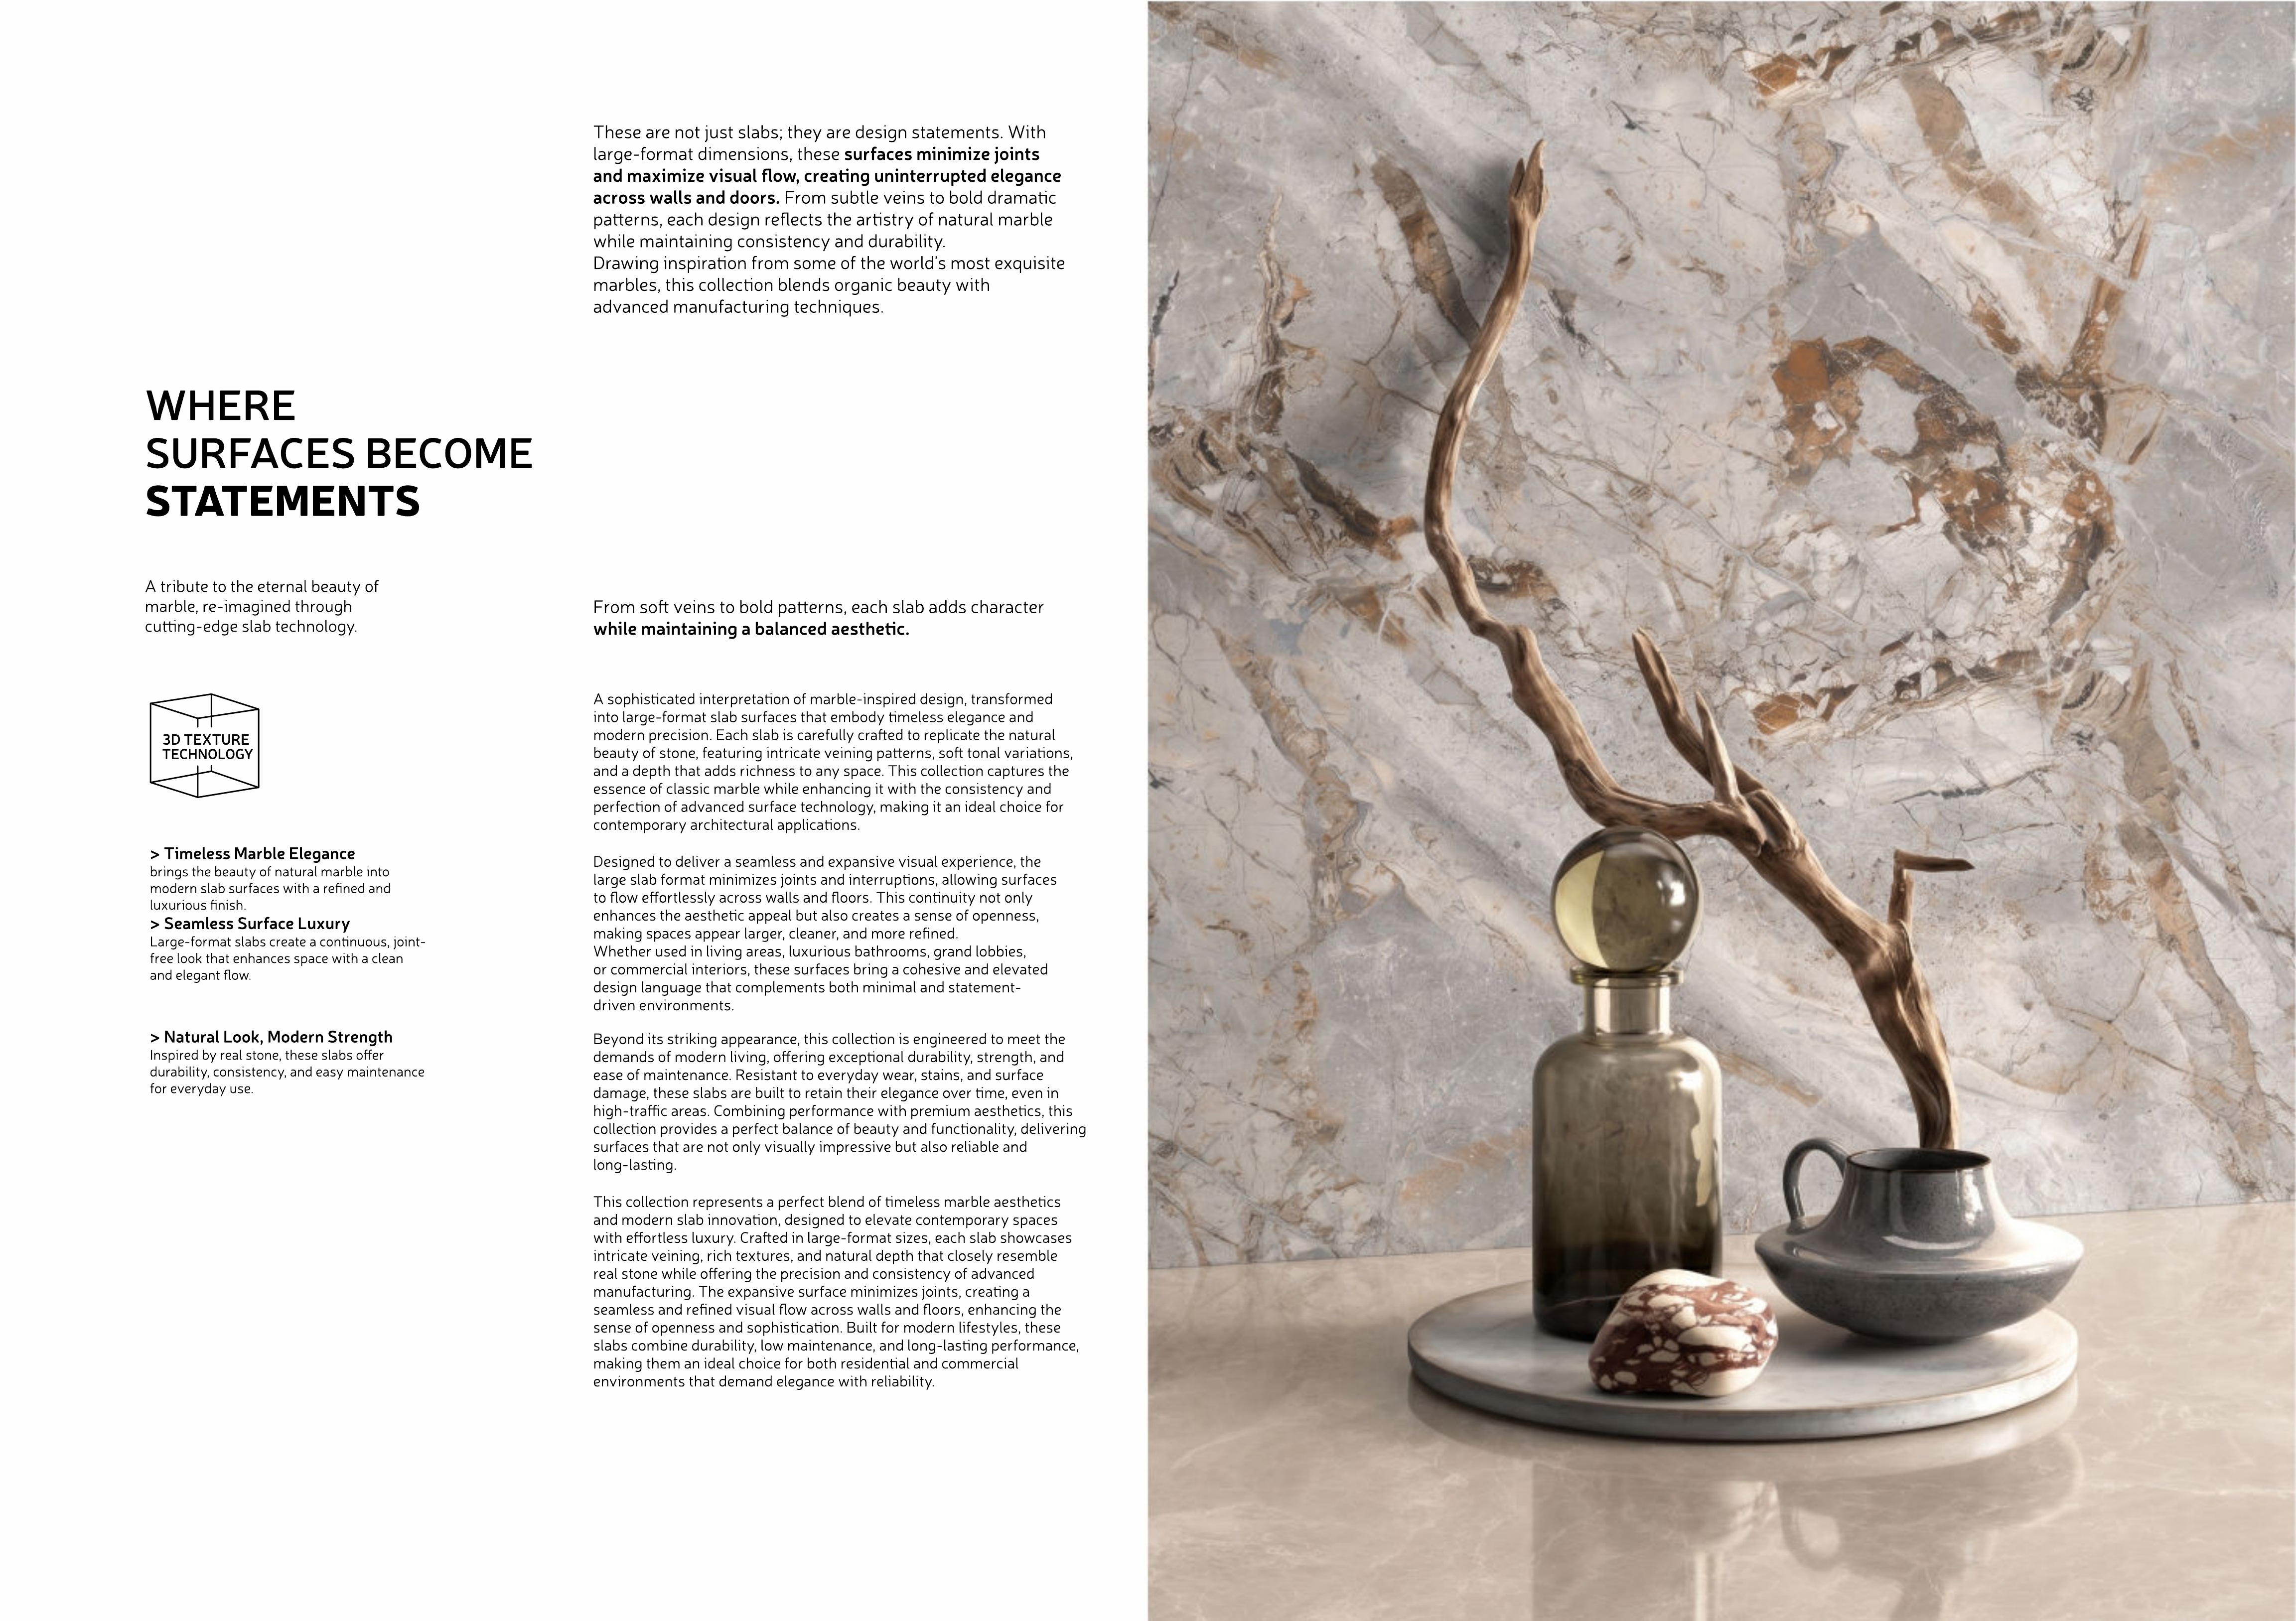 These are not just slabs; they are design statements. With
large-format dimensions, these surfaces minimize joints
and maximize visual flow, creating uninterrupted elegance
across walls and doors. From subtle veins to bold dramatic
patterns, each design reflects the artistry of natural marble
while maintaining consistency and durability.
Drawing inspiration from some of the world's most exquisite
marbles, this collection blends organic beauty with
advanced manufacturing techniques.
WHERE
SURFACES BECOME
STATEMENTS
A tribute to the eternal beauty of
marble, re-imagined through
cutting-edge slab technology.
3D TEXTURE
TECHNOLOGY
> Timeless Marble Elegance
brings the beauty of natural marble into
modern slab surfaces with a refined and
luxurious finish.
> Seamless Surface Luxury
Large-format slabs create a continuous, joint-
free look that enhances space with a clean
and elegant flow.
> Natural Look, Modern Strength
Inspired by real stone, these slabs offer
durability, consistency, and easy maintenance
for everyday use.
From soft veins to bold patterns, each slab adds character
while maintaining a balanced aesthetic.
A sophisticated interpretation of marble-inspired design, transformed
into large-format slab surfaces that embody timeless elegance and
modern precision. Each slab is carefully crafted to replicate the natural
beauty of stone, featuring intricate veining patterns, soft tonal variations,
and a depth that adds richness to any space. This collection captures the
essence of classic marble while enhancing it with the consistency and
perfection of advanced surface technology, making it an ideal choice for
contemporary architectural applications.
Designed to deliver a seamless and expansive visual experience, the
large slab format minimizes joints and interruptions, allowing surfaces
to flow effortlessly across walls and floors. This continuity not only
enhances the aesthetic appeal but also creates a sense of openness,
making spaces appear larger, cleaner, and more refined.
Whether used in living areas, luxurious bathrooms, grand lobbies,
or commercial interiors, these surfaces bring a cohesive and elevated
design language that complements both minimal and statement-
driven environments.
Beyond its striking appearance, this collection is engineered to meet the
demands of modern living, offering exceptional durability, strength, and
ease of maintenance. Resistant to everyday wear, stains, and surface
damage, these slabs are built to retain their elegance over time, even in
high-traffic areas. Combining performance with premium aesthetics, this
collection provides a perfect balance of beauty and functionality, delivering
surfaces that are not only visually impressive but also reliable and
long-lasting.
This collection represents a perfect blend of timeless marble aesthetics
and modern slab innovation, designed to elevate contemporary spaces
with effortless luxury. Crafted in large-format sizes, each slab showcases
intricate veining, rich textures, and natural depth that closely resemble
real stone while offering the precision and consistency of advanced
manufacturing. The expansive surface minimizes joints, creating a
seamless and refined visual flow across walls and floors, enhancing the
sense of openness and sophistication. Built for modern lifestyles, these
slabs combine durability, low maintenance, and long-lasting performance,
making them an ideal choice for both residential and commercial
environments that demand elegance with reliability.